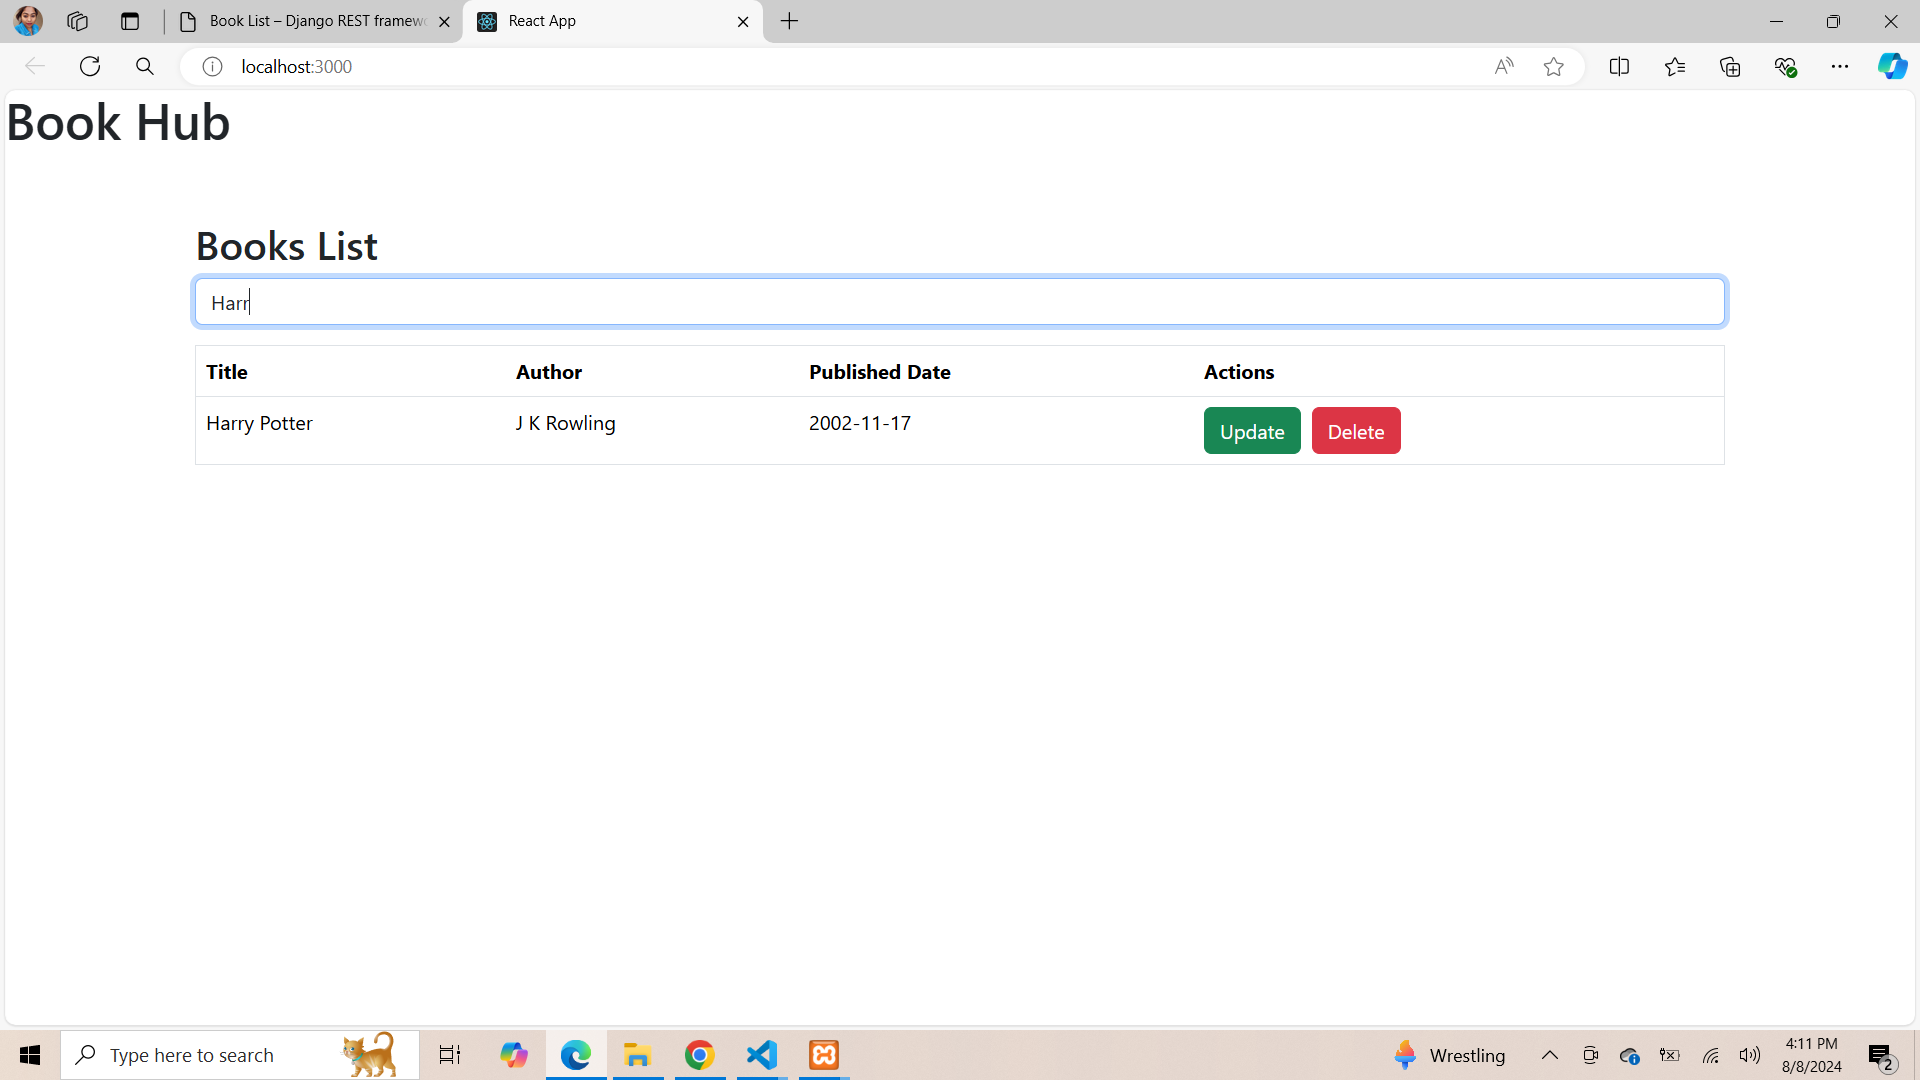 Book List – Django REST framewo
React App
localhost:3000
Book Hub
Books List
Harr
Title Author Published Date Actions
Harry Potter J K Rowling 2002-11-17 Update Delete
Type here to search
Wrestling
4:11 PM
8/8/2024
2